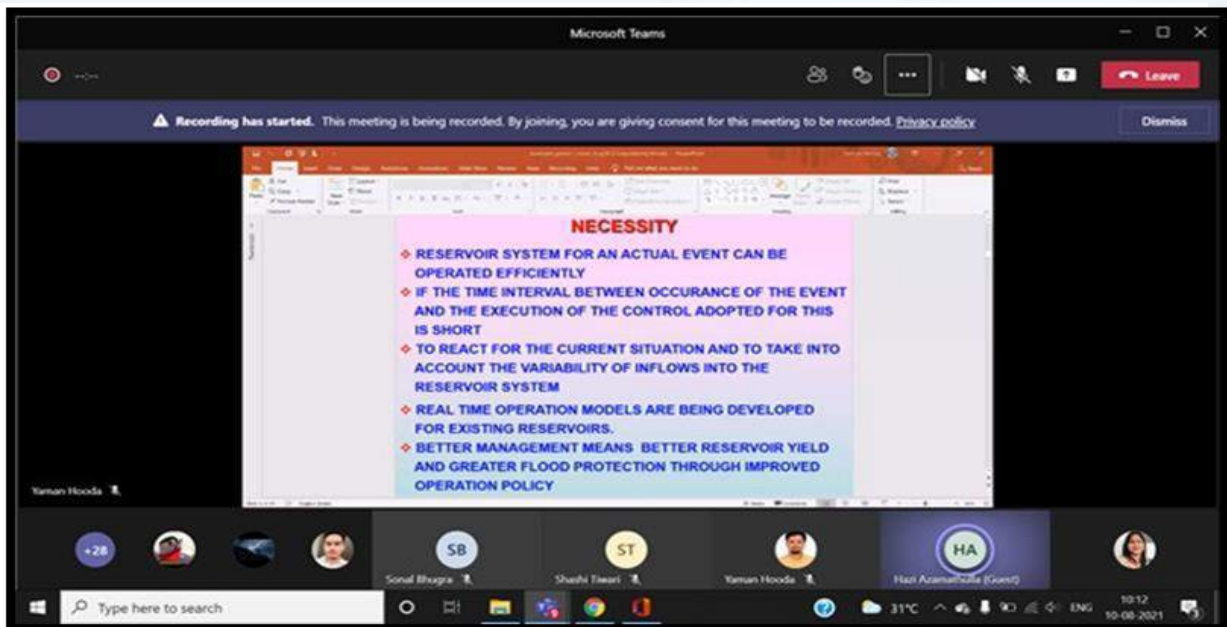 Microsoft Teams
--:--
Leave
Recording has started. This meeting is being recorded. By joining, you are giving consent for this meeting to be recorded. Privacy policy
Dismiss
NECESSITY
❖ RESERVOIR SYSTEM FOR AN ACTUAL EVENT CAN BE
OPERATED EFFICIENTLY
❖ IF THE TIME INTERVAL BETWEEN OCCURANCE OF THE EVENT
AND THE EXECUTION OF THE CONTROL ADOPTED FOR THIS
IS SHORT
❖ TO REACT FOR THE CURRENT SITUATION AND TO TAKE INTO
ACCOUNT THE VARIABILITY OF INFLOWS INTO THE
RESERVOIR SYSTEM
❖ REAL TIME OPERATION MODELS ARE BEING DEVELOPED
FOR EXISTING RESERVOIRS.
❖ BETTER MANAGEMENT MEANS BETTER RESERVOIR YIELD
AND GREATER FLOOD PROTECTION THROUGH IMPROVED
OPERATION POLICY
Yaman Hooda
+28
SB
ST
HA
Sonal Bhugra
Shashi Tiwari
Yaman Hooda
Hazi Azamathulla (Guest)
Type here to search
31°C
ENG
10:12
10-08-2021